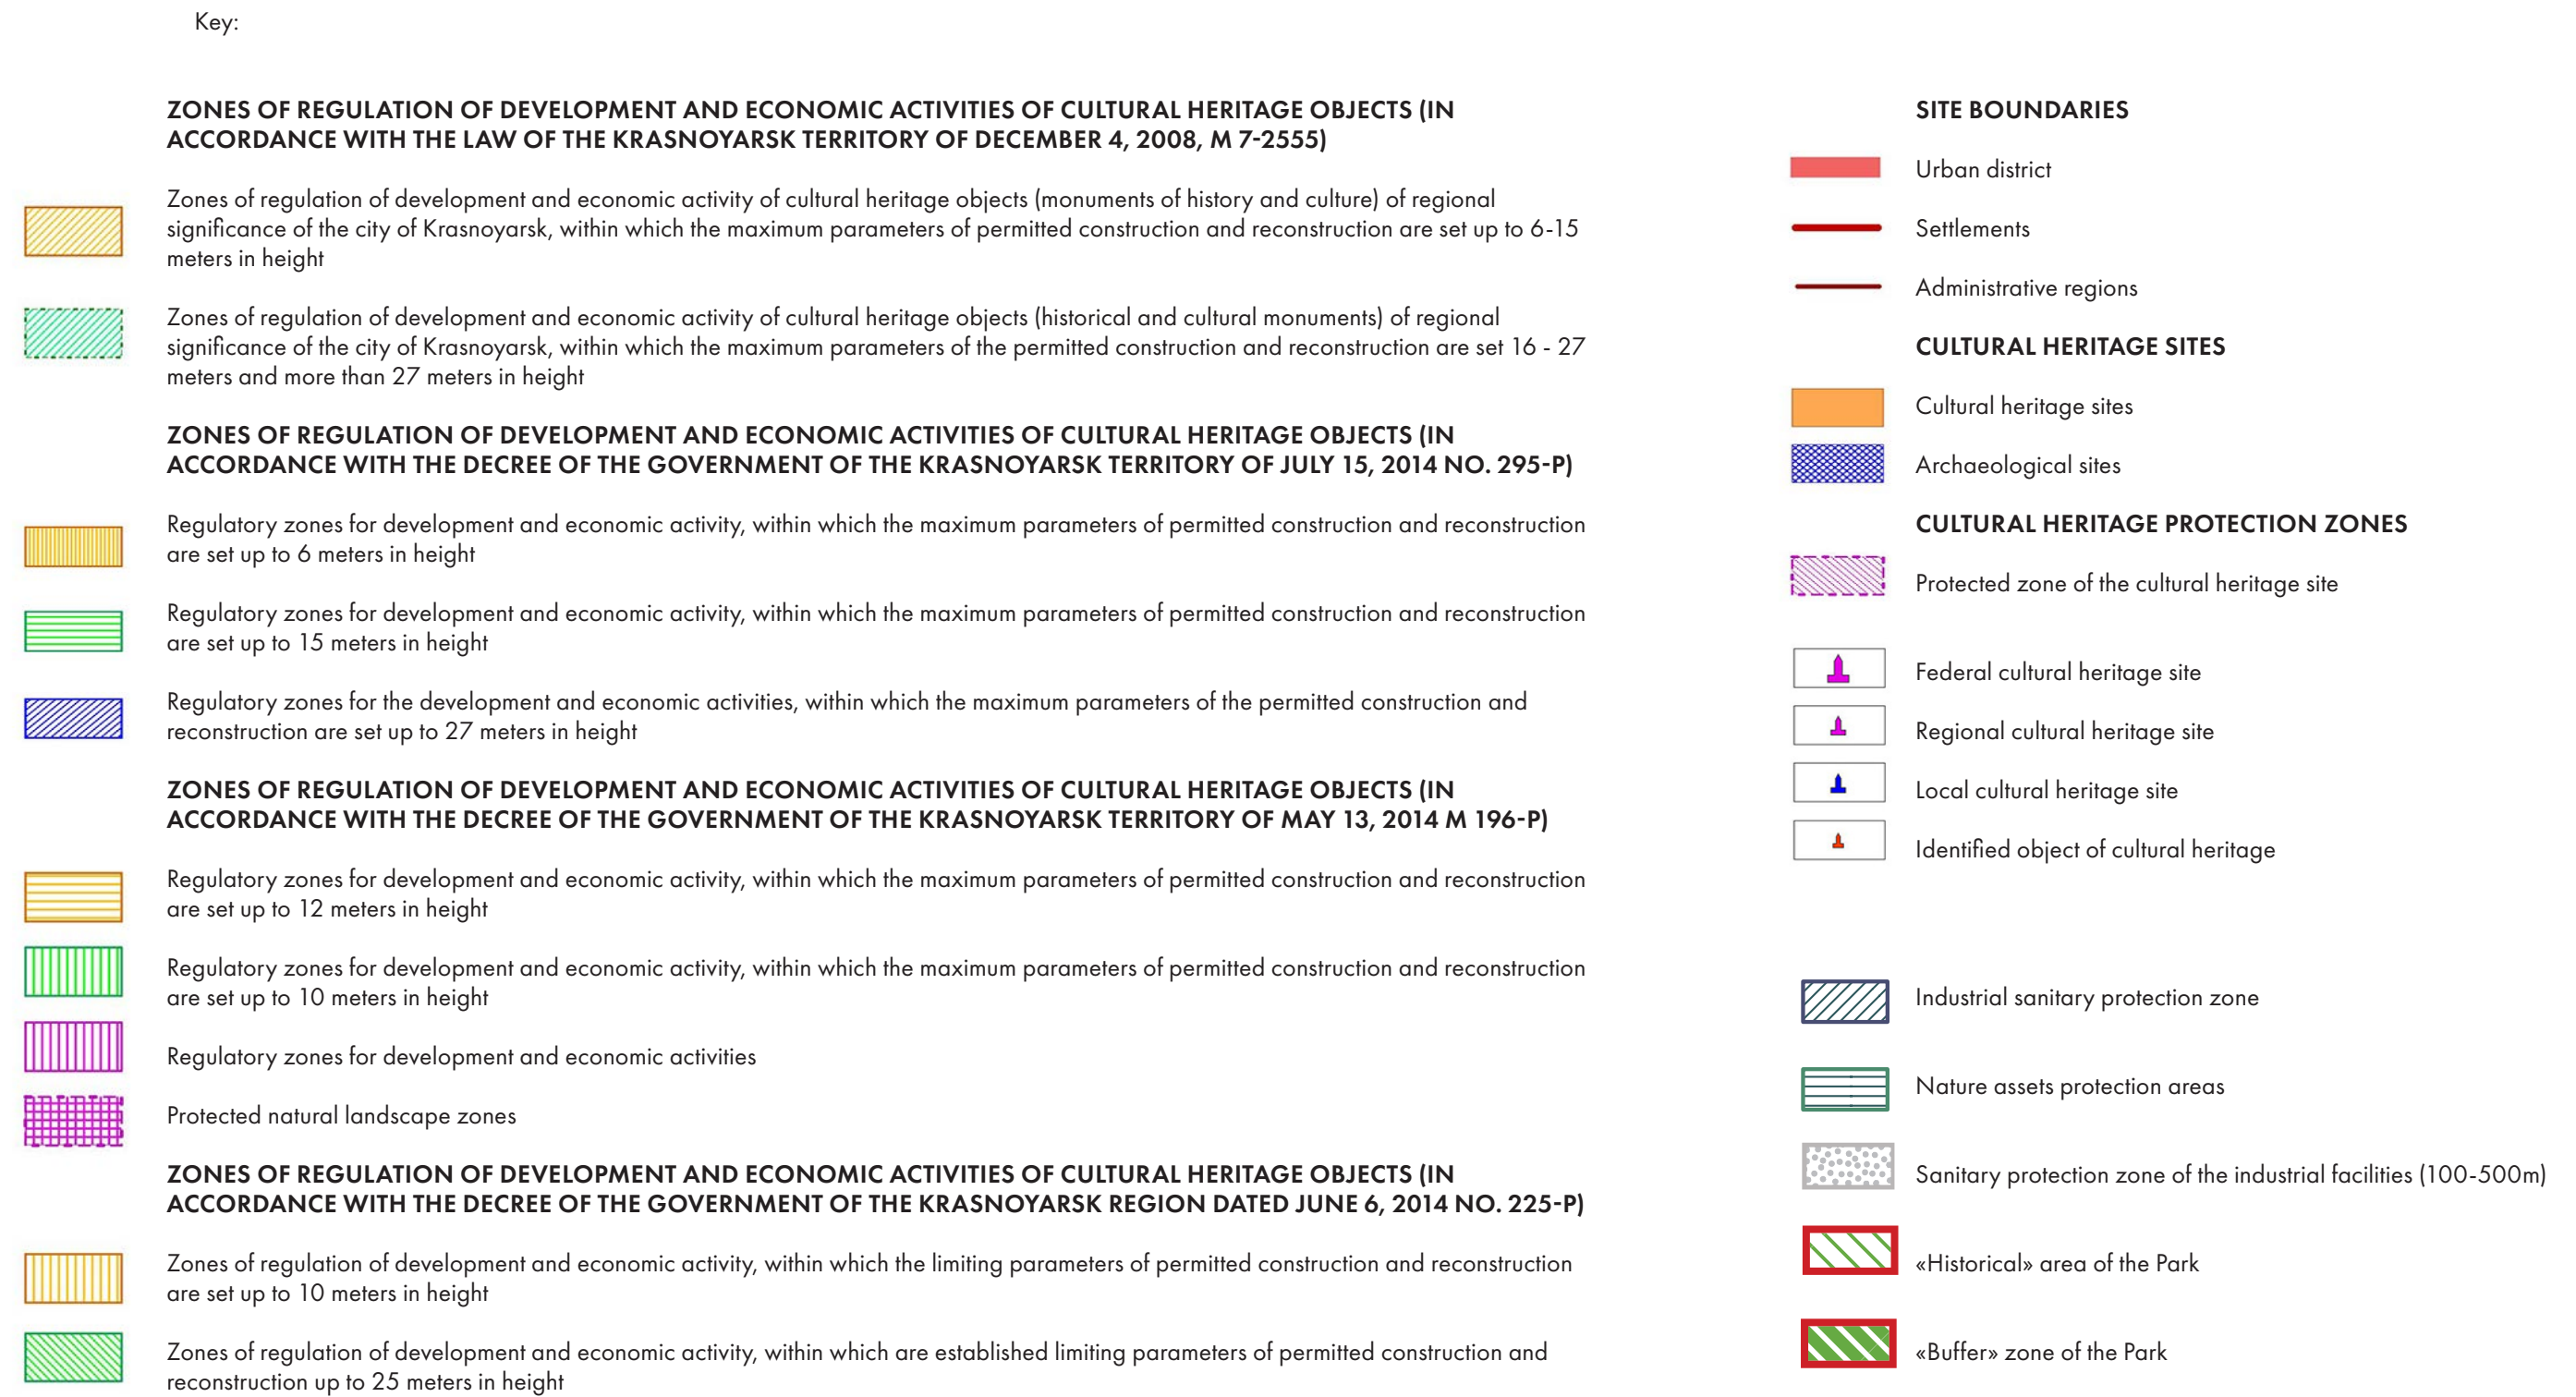 Key:
ZONES OF REGULATION OF DEVELOPMENT AND ECONOMIC ACTIVITIES OF CULTURAL HERITAGE OBJECTS (IN
ACCORDANCE WITH THE LAW OF THE KRASNOYARSK TERRITORY OF DECEMBER 4, 2008, M 7-2555)
Zones of regulation of development and economic activity of cultural heritage objects (monuments of history and culture) of regional
significance of the city of Krasnoyarsk, within which the maximum parameters of permitted construction and reconstruction are set up to 6-15
meters in height
Zones of regulation of development and economic activity of cultural heritage objects (historical and cultural monuments) of regional
significance of the city of Krasnoyarsk, within which the maximum parameters of the permitted construction and reconstruction are set 16 - 27
meters and more than 27 meters in height
ZONES OF REGULATION OF DEVELOPMENT AND ECONOMIC ACTIVITIES OF CULTURAL HERITAGE OBJECTS (IN
ACCORDANCE WITH THE DECREE OF THE GOVERNMENT OF THE KRASNOYARSK TERRITORY OF JULY 15, 2014 NO. 295-P)
Regulatory zones for development and economic activity, within which the maximum parameters of permitted construction and reconstruction
are set up to 6 meters in height
Regulatory zones for development and economic activity, within which the maximum parameters of permitted construction and reconstruction
are set up to 15 meters in height
Regulatory zones for the development and economic activities, within which the maximum parameters of the permitted construction and
reconstruction are set up to 27 meters in height
ZONES OF REGULATION OF DEVELOPMENT AND ECONOMIC ACTIVITIES OF CULTURAL HERITAGE OBJECTS (IN
ACCORDANCE WITH THE DECREE OF THE GOVERNMENT OF THE KRASNOYARSK TERRITORY OF MAY 13, 2014 M 196-P)
Regulatory zones for development and economic activity, within which the maximum parameters of permitted construction and reconstruction
are set up to 12 meters in height
Regulatory zones for development and economic activity, within which the maximum parameters of permitted construction and reconstruction
are set up to 10 meters in height
Regulatory zones for development and economic activities
Protected natural landscape zones
ZONES OF REGULATION OF DEVELOPMENT AND ECONOMIC ACTIVITIES OF CULTURAL HERITAGE OBJECTS (IN
ACCORDANCE WITH THE DECREE OF THE GOVERNMENT OF THE KRASNOYARSK REGION DATED JUNE 6, 2014 NO. 225-P)
Zones of regulation of development and economic activity, within which the limiting parameters of permitted construction and reconstruction
are set up to 10 meters in height
Zones of regulation of development and economic activity, within which are established limiting parameters of permitted construction and
reconstruction up to 25 meters in height
SITE BOUNDARIES
Urban district
Settlements
Administrative regions
CULTURAL HERITAGE SITES
Cultural heritage sites
Archaeological sites
CULTURAL HERITAGE PROTECTION ZONES
Protected zone of the cultural heritage site
Federal cultural heritage site
Regional cultural heritage site
Local cultural heritage site
Identified object of cultural heritage
Industrial sanitary protection zone
Nature assets protection areas
Sanitary protection zone of the industrial facilities (100-500m)
«Historical» area of the Park
«Buffer» zone of the Park